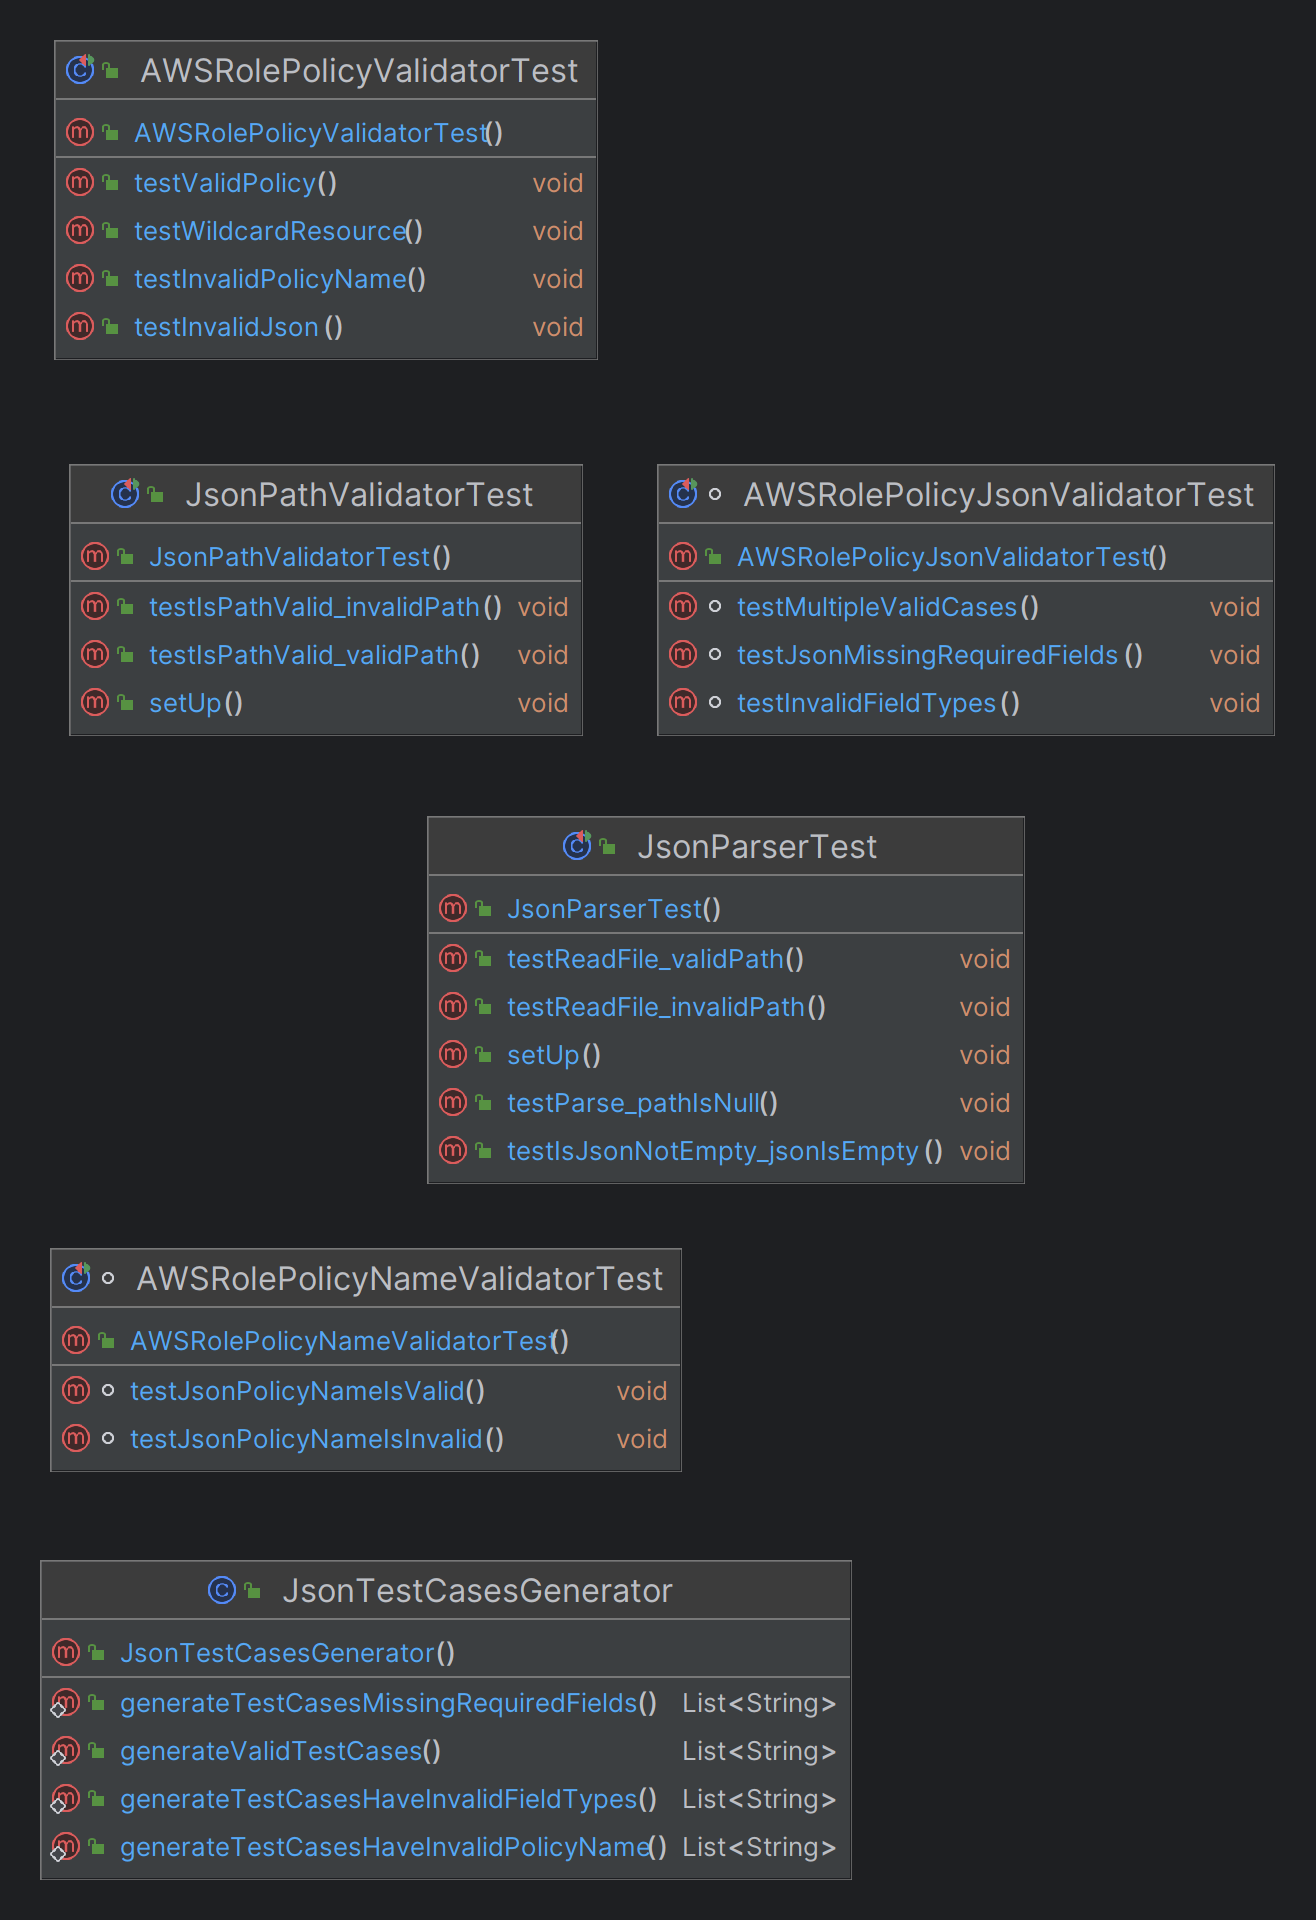 AWSRolePolicyValidatorTest
AWSRolePolicyValidatorTest()
testValidPolicy() void
testWildcardResource() void
testInvalidPolicyName() void
testInvalidJson() void
JsonPathValidatorTest
JsonPathValidatorTest()
testIsPathValid_invalidPath() void
testIsPathValid_validPath() void
setUp() void
AWSRolePolicyJsonValidatorTest
AWSRolePolicyJsonValidatorTest()
testMultipleValidCases() void
testJsonMissingRequiredFields() void
testInvalidFieldTypes() void
JsonParserTest
JsonParserTest()
testReadFile_validPath() void
testReadFile_invalidPath() void
setUp() void
testParse_pathIsNull() void
testIsJsonNotEmpty_jsonIsEmpty() void
AWSRolePolicyNameValidatorTest
AWSRolePolicyNameValidatorTest()
testJsonPolicyNameIsValid() void
testJsonPolicyNameIsInvalid() void
JsonTestCasesGenerator
JsonTestCasesGenerator()
generateTestCasesMissingRequiredFields() List<String>
generateValidTestCases() List<String>
generateTestCasesHaveInvalidFieldTypes() List<String>
generateTestCasesHaveInvalidPolicyName() List<String>